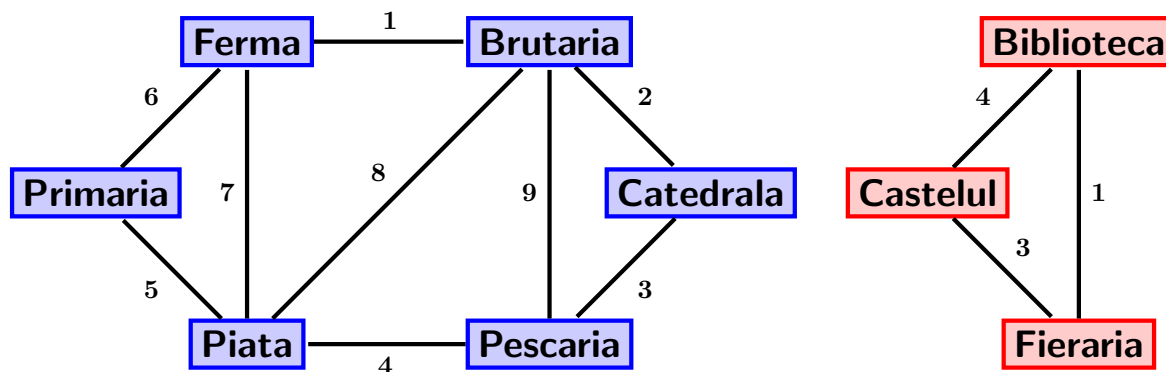 1
Ferma
Brutaria
Biblioteca
6
2
4
8
Primaria
7
9
Catedrala
Castelul
1
3
5
3
Piata
Pescaria
Fieraria
4